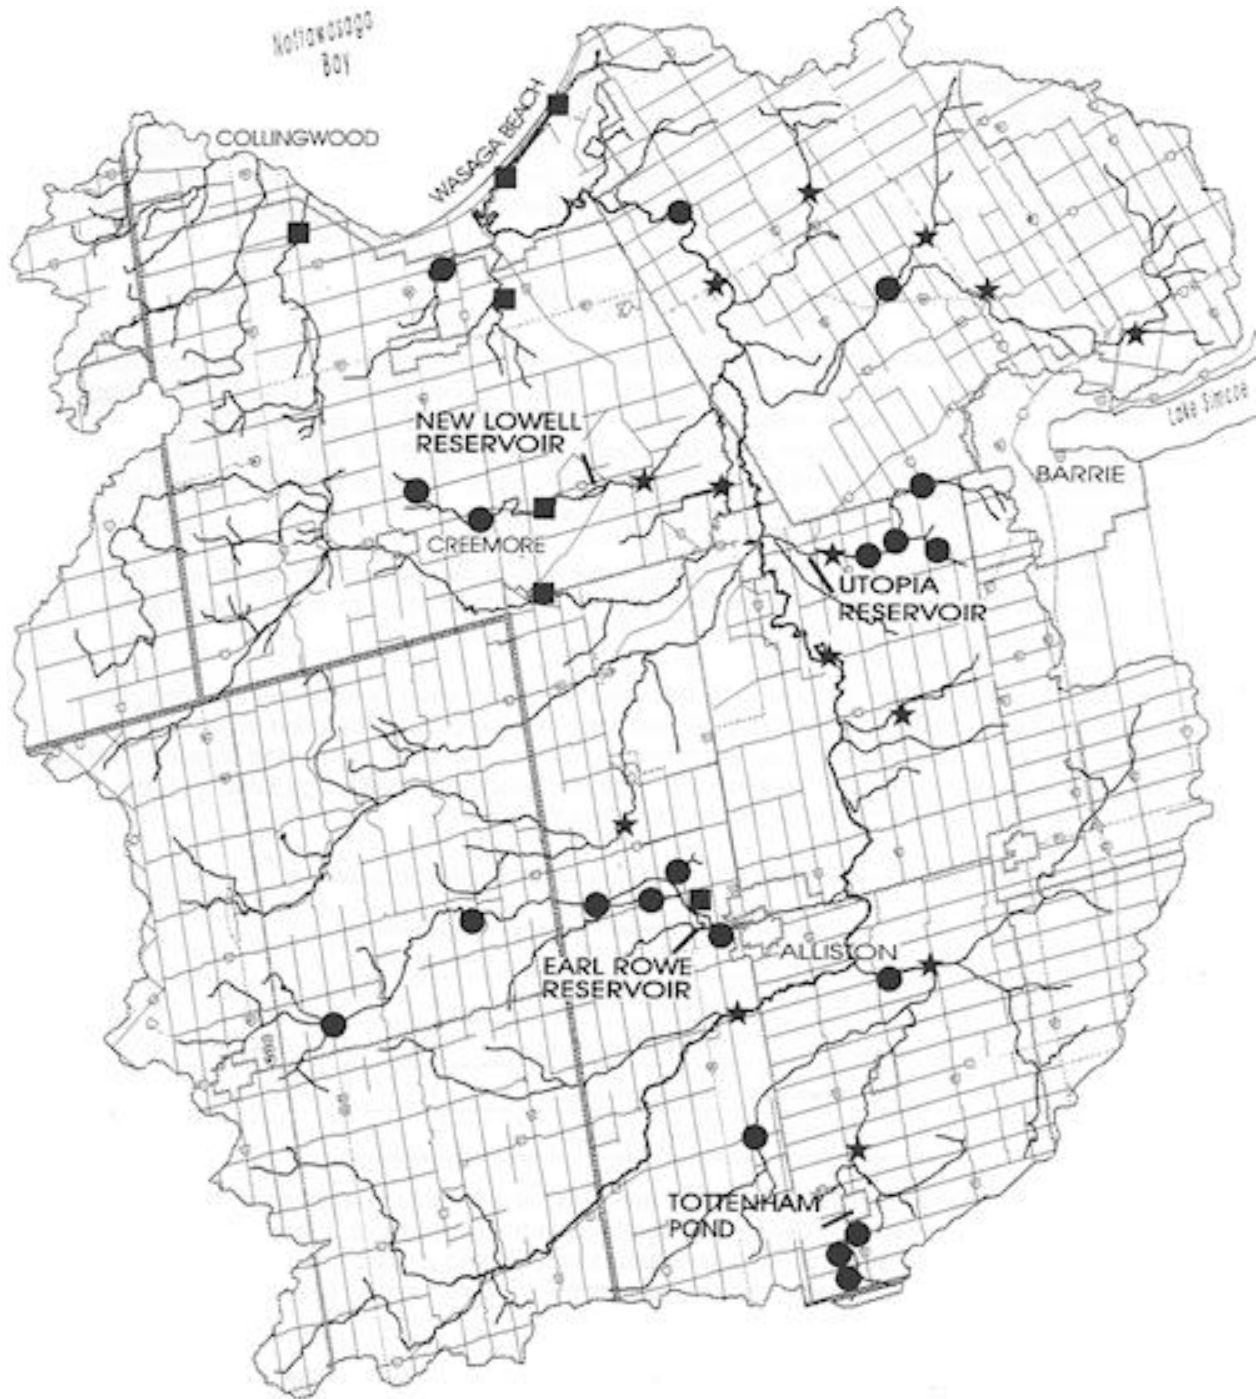 Nottawasaga
Bay
COLLINGWOOD
WASAGA BEACH
Lake Simcoe
NEW LOWELL
RESERVOIR
BARRIE
CREEMORE
UTOPIA
RESERVOIR
ALLISTON
EARL ROWE
RESERVOIR
TOTTENHAM
POND